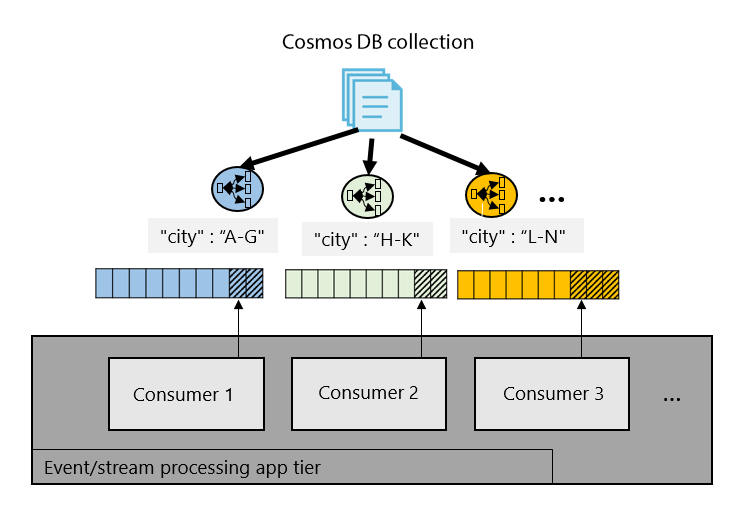 Cosmos DB collection
...
"city" : “A-G"
"city" : “H-K"
"city" : “L-N"
Consumer 1
Consumer 2
Consumer 3
...
Event/stream processing app tier